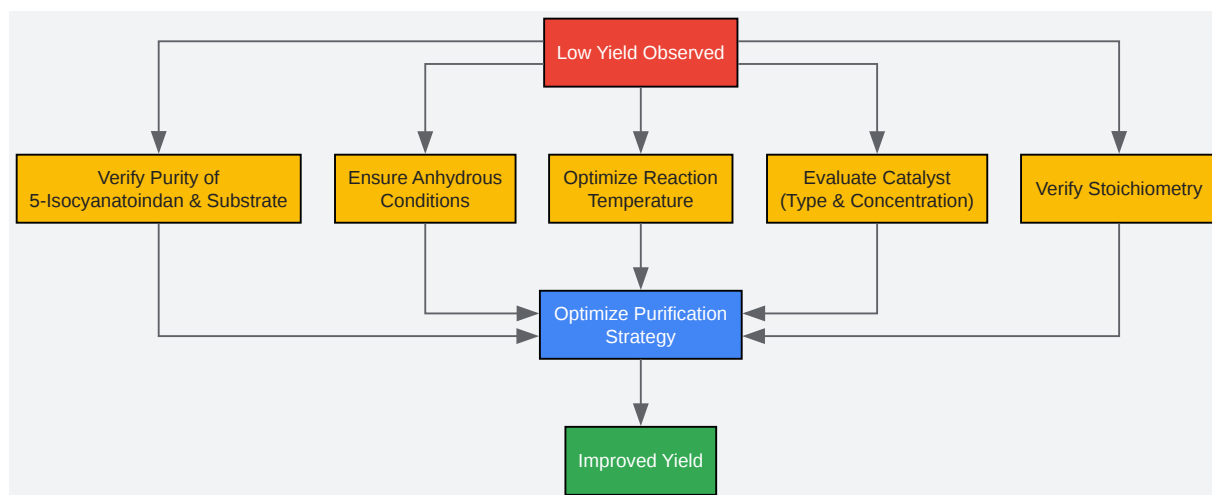 Low Yield Observed
Verify Purity of
5-Isocyanatoindan & Substrate
Ensure Anhydrous
Conditions
Optimize Reaction
Temperature
Evaluate Catalyst
(Type & Concentration)
Verify Stoichiometry
Optimize Purification
Strategy
Improved Yield